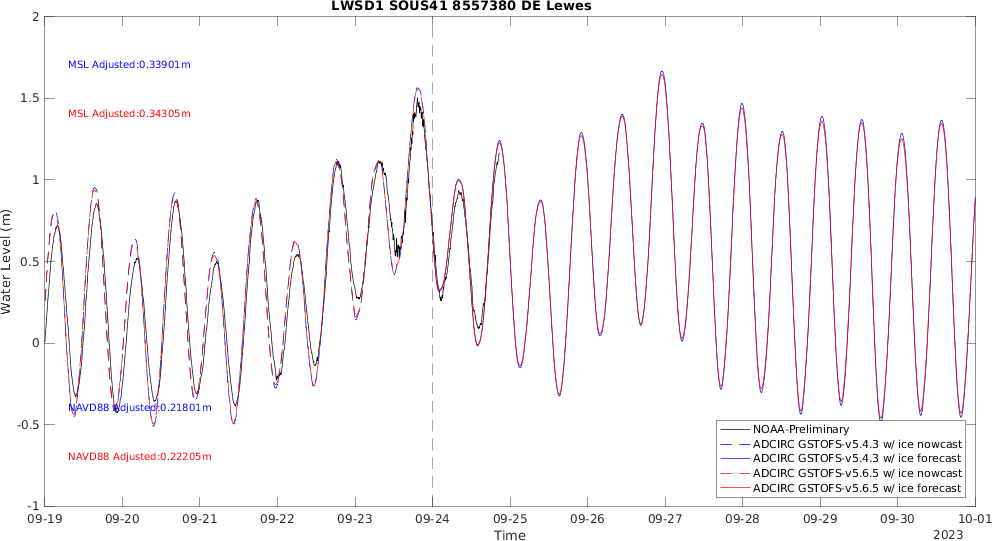 LWSD1 SOUS41 8557380 DE Lewes
2
MSL Adjusted:0.33901m
1.5
MSL Adjusted:0.34305m
1
Water Level (m)
0.5
0
NAVD88 Adjusted:0.21801m
-0.5
NOAA-Preliminary
ADCIRC GSTOFS-v5.4.3 w/ ice nowcast
NAVD88 Adjusted:0.22205m
ADCIRC GSTOFS-v5.4.3 w/ ice forecast
ADCIRC GSTOFS-v5.6.5 w/ ice nowcast
ADCIRC GSTOFS-v5.6.5 w/ ice forecast
-1
09-19 09-20 09-21 09-22 09-23 09-24 09-25 09-26 09-27 09-28 09-29 09-30 10-01
Time
2023